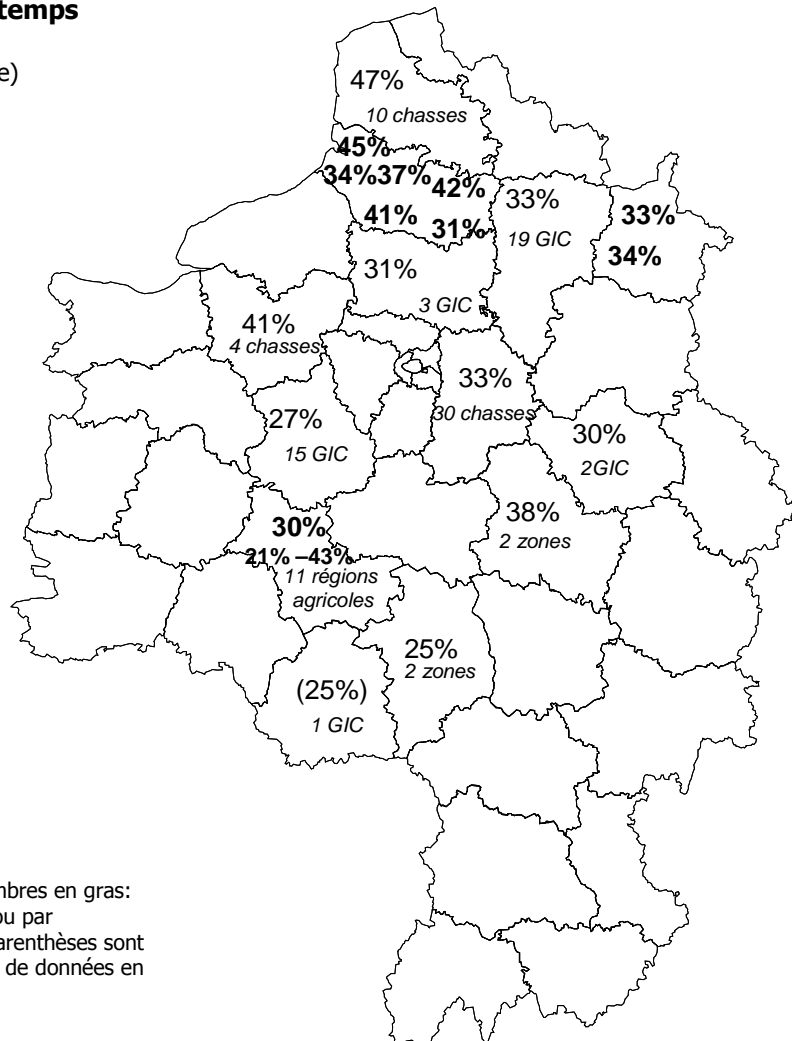 temps
e)
47%
10 chasses
45%
34%37%42%
41% 31%
33%
19 GIC
33%
34%
31%
3 GIC
41%
4 chasses
33%
30 chasses
27%
15 GIC
30%
2GIC
38%
2 zones
30%
21% –43%
11 régions
agricoles
25%
2 zones
(25%)
1 GIC
mbres en gras:
ou par
parenthèses sont
de données en